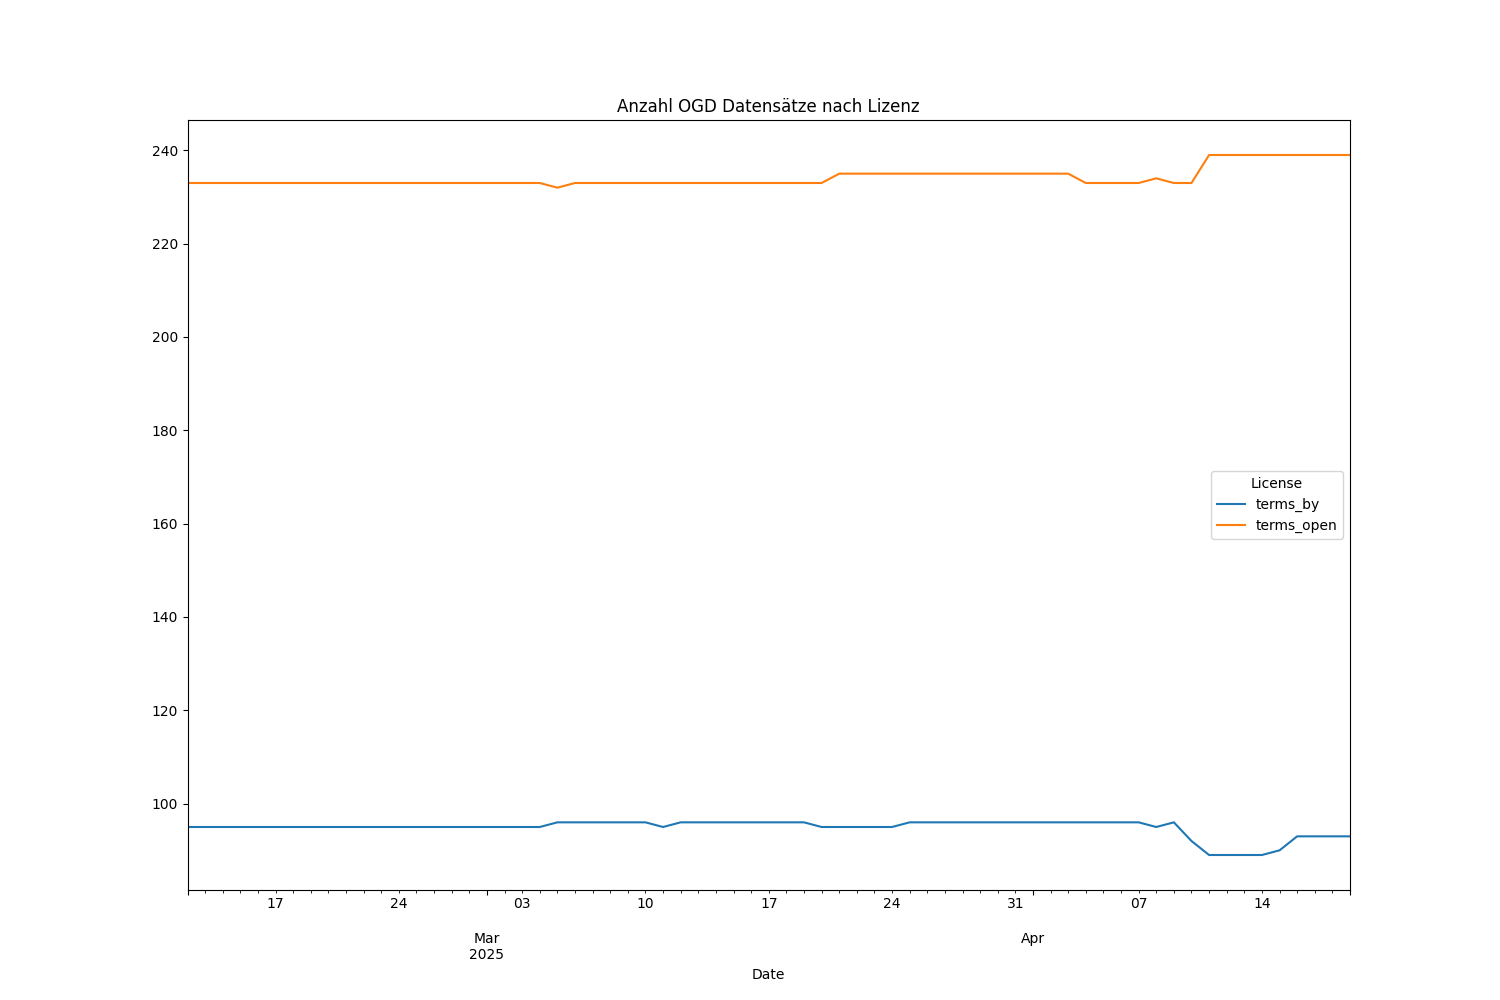 Anzahl OGD Datensätze nach Lizenz
240
220
200
180
160
140
120
100
License
terms_by
terms_open
17 24 03 10 17 24 31 07 14
Mar Apr
2025
Date